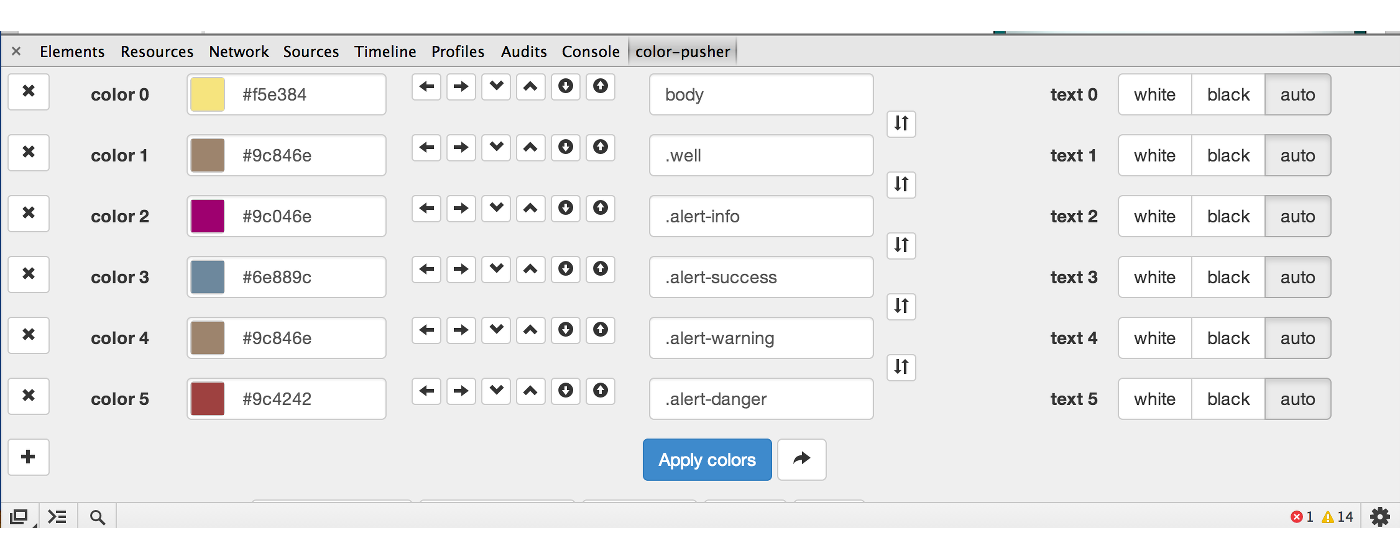 × Elements Resources Network Sources Timeline Profiles Audits Console color-pusher
color 0 #f5e384 body text 0 white black auto
color 1 #9c846e .well text 1 white black auto
color 2 #9c046e .alert-info text 2 white black auto
color 3 #6e889c .alert-success text 3 white black auto
color 4 #9c846e .alert-warning text 4 white black auto
color 5 #9c4242 .alert-danger text 5 white black auto
Apply colors
1 14